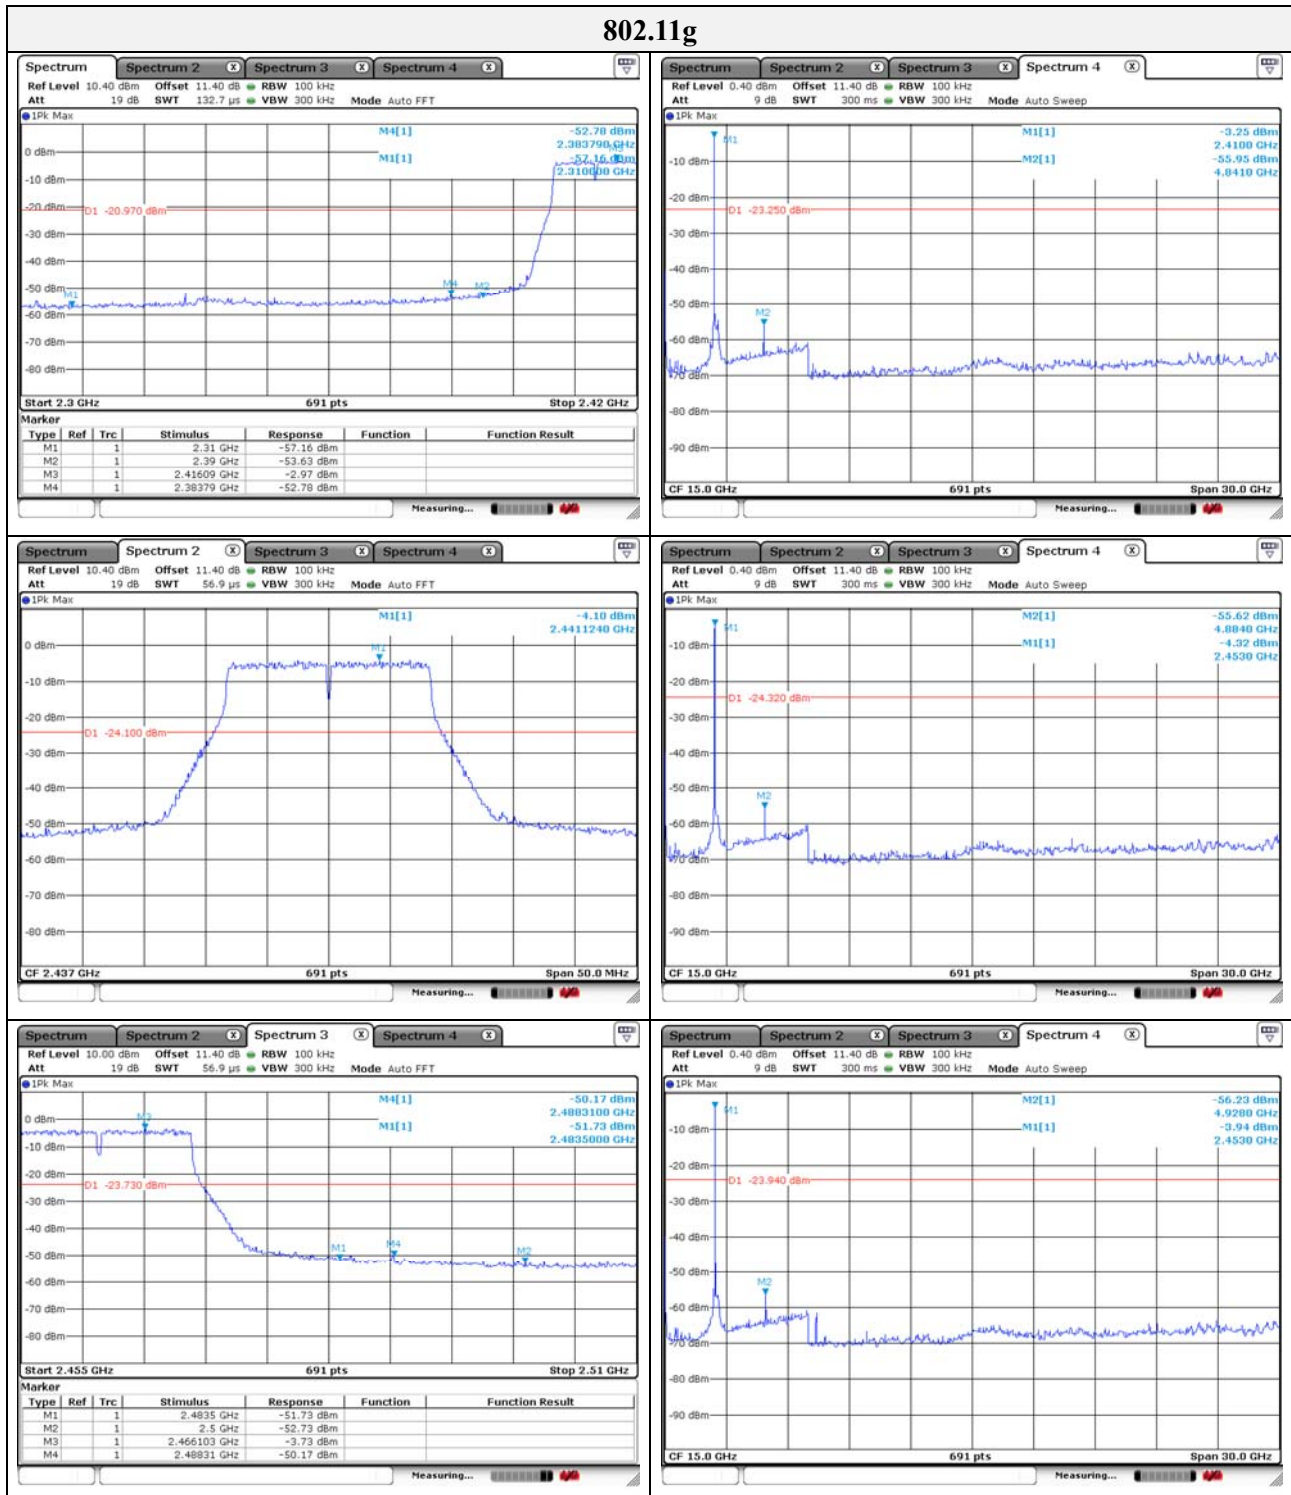 802.11g
Spectrum Spectrum 2 X Spectrum 3 X Spectrum 4 X
Ref Level 10.40 dBm Offset 11.40 dB RBW 100 kHz
Att 19 dB SWT 132.7 µs VBW 300 kHz Mode Auto FFT
1Pk Max
M4[1] -52.78 dBm
2.383790 GHz
M1[1] -57.16 dBm
2.310000 GHz
0 dBm
-10 dBm
-20 dBm
D1 -20.970 dBm
-30 dBm
-40 dBm
-50 dBm
M1 M4 M2
-60 dBm
-70 dBm
-80 dBm
Start 2.3 GHz 691 pts Stop 2.42 GHz
Marker
Type Ref Trc Stimulus Response Function Function Result
M1 1 2.31 GHz -57.16 dBm
M2 1 2.39 GHz -53.63 dBm
M3 1 2.41609 GHz -2.97 dBm
M4 1 2.38379 GHz -52.78 dBm
Measuring...
Spectrum Spectrum 2 X Spectrum 3 X Spectrum 4 X
Ref Level 0.40 dBm Offset 11.40 dB RBW 100 kHz
Att 9 dB SWT 300 ms VBW 300 kHz Mode Auto Sweep
1Pk Max
M1[1] -3.25 dBm
2.4100 GHz
M2[1] -55.95 dBm
4.8410 GHz
M1
-10 dBm
-20 dBm
D1 -23.250 dBm
-30 dBm
-40 dBm
-50 dBm
M2
-60 dBm
-70 dBm
-80 dBm
-90 dBm
CF 15.0 GHz 691 pts Span 30.0 GHz
Measuring...
Spectrum Spectrum 2 X Spectrum 3 X Spectrum 4 X
Ref Level 10.40 dBm Offset 11.40 dB RBW 100 kHz
Att 19 dB SWT 56.9 µs VBW 300 kHz Mode Auto FFT
1Pk Max
M1[1] -4.10 dBm
2.4411240 GHz
0 dBm
M1
-10 dBm
-20 dBm
D1 -24.100 dBm
-30 dBm
-40 dBm
-50 dBm
-60 dBm
-70 dBm
-80 dBm
CF 2.437 GHz 691 pts Span 50.0 MHz
Measuring...
Spectrum Spectrum 2 X Spectrum 3 X Spectrum 4 X
Ref Level 0.40 dBm Offset 11.40 dB RBW 100 kHz
Att 9 dB SWT 300 ms VBW 300 kHz Mode Auto Sweep
1Pk Max
M2[1] -55.62 dBm
4.8840 GHz
M1[1] -4.32 dBm
2.4530 GHz
M1
-10 dBm
-20 dBm
D1 -24.320 dBm
-30 dBm
-40 dBm
-50 dBm
M2
-60 dBm
-70 dBm
-80 dBm
-90 dBm
CF 15.0 GHz 691 pts Span 30.0 GHz
Measuring...
Spectrum Spectrum 2 X Spectrum 3 X Spectrum 4 X
Ref Level 10.00 dBm Offset 11.40 dB RBW 100 kHz
Att 19 dB SWT 56.9 µs VBW 300 kHz Mode Auto FFT
1Pk Max
M4[1] -50.17 dBm
2.4883100 GHz
M1[1] -51.73 dBm
2.4835000 GHz
0 dBm
M3
-10 dBm
-20 dBm
D1 -23.730 dBm
-30 dBm
-40 dBm
-50 dBm
M1 M4 M2
-60 dBm
-70 dBm
-80 dBm
Start 2.455 GHz 691 pts Stop 2.51 GHz
Marker
Type Ref Trc Stimulus Response Function Function Result
M1 1 2.4835 GHz -51.73 dBm
M2 1 2.5 GHz -52.73 dBm
M3 1 2.466103 GHz -3.73 dBm
M4 1 2.48831 GHz -50.17 dBm
Measuring...
Spectrum Spectrum 2 X Spectrum 3 X Spectrum 4 X
Ref Level 0.40 dBm Offset 11.40 dB RBW 100 kHz
Att 9 dB SWT 300 ms VBW 300 kHz Mode Auto Sweep
1Pk Max
M2[1] -56.23 dBm
4.9280 GHz
M1[1] -3.94 dBm
2.4530 GHz
M1
-10 dBm
-20 dBm
D1 -23.940 dBm
-30 dBm
-40 dBm
-50 dBm
M2
-60 dBm
-70 dBm
-80 dBm
-90 dBm
CF 15.0 GHz 691 pts Span 30.0 GHz
Measuring...